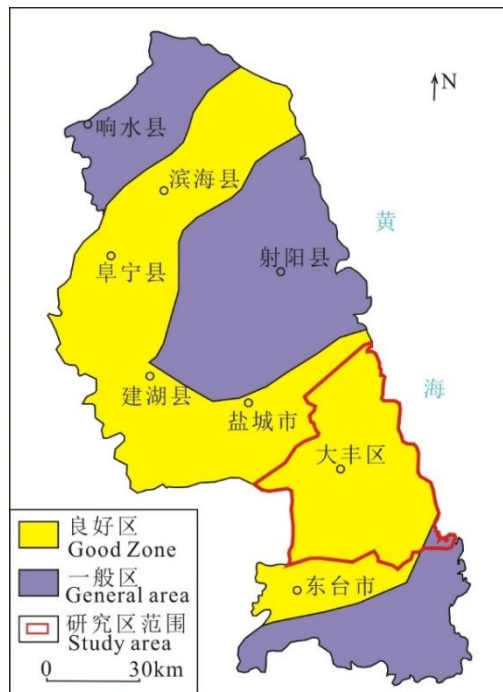 N
响水县
滨海县
黄
阜宁县
射阳县
建湖县
海
盐城市
大丰区
良好区
Good Zone
一般区
General area
东台市
研究区范围
Study area
0 30km